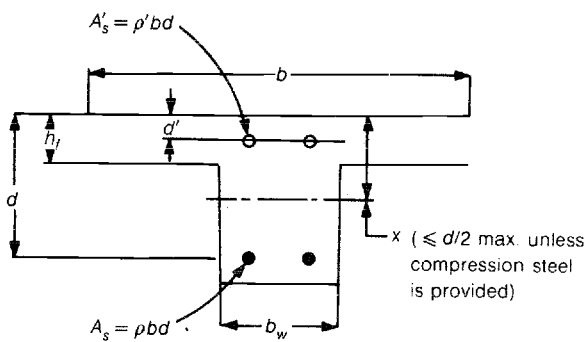 A's = ρ'bd
b
d'
h_f
d
x (⩽ d/2 max. unless
compression steel
is provided)
A_s = ρbd
b_w